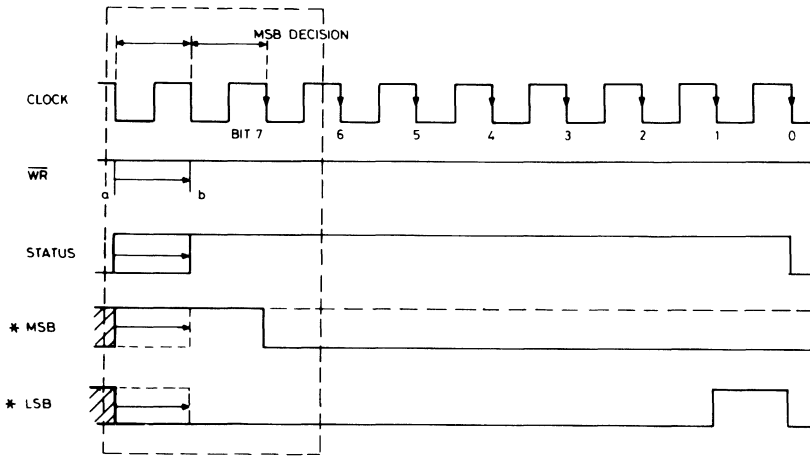 MSB DECISION
CLOCK
BIT 7 6 5 4 3 2 1 0
WR
a b
STATUS
* MSB
* LSB